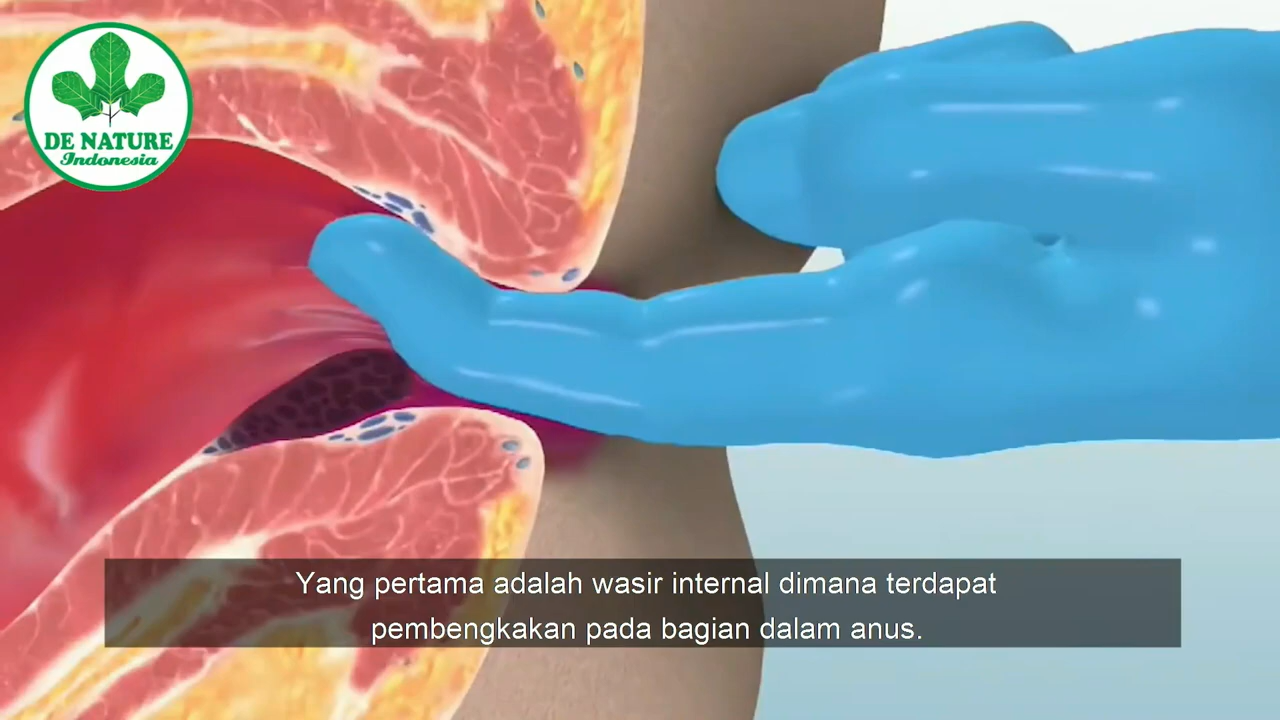 DE NATURE
Indonesia
Yang pertama adalah wasir internal dimana terdapat
pembengkakan pada bagian dalam anus.